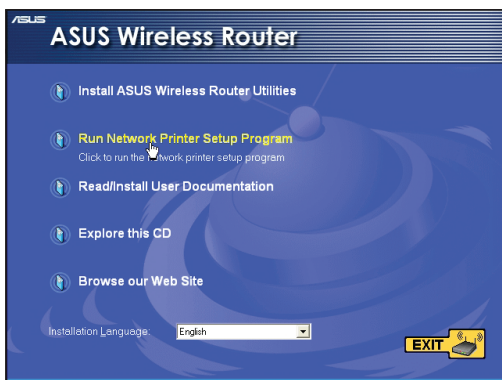 ASUS
ASUS Wireless Router
Install ASUS Wireless Router Utilities
Run Network Printer Setup Program
Click to run the network printer setup program
Read/Install User Documentation
Explore this CD
Browse our Web Site
Installation Language: English
EXIT